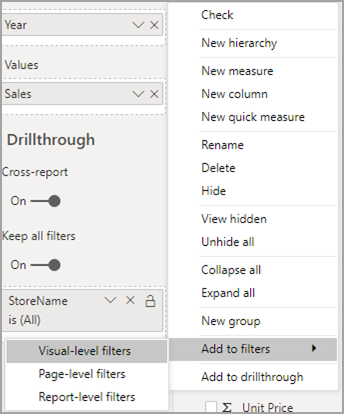 Year
Values
Sales
Drillthrough
Cross-report
On
Keep all filters
On
StoreName
is (All)
Check
New hierarchy
New measure
New column
New quick measure
Rename
Delete
Hide
View hidden
Unhide all
Collapse all
Expand all
New group
Add to filters
Add to drillthrough
Visual-level filters
Page-level filters
Report-level filters
Σ Unit Price